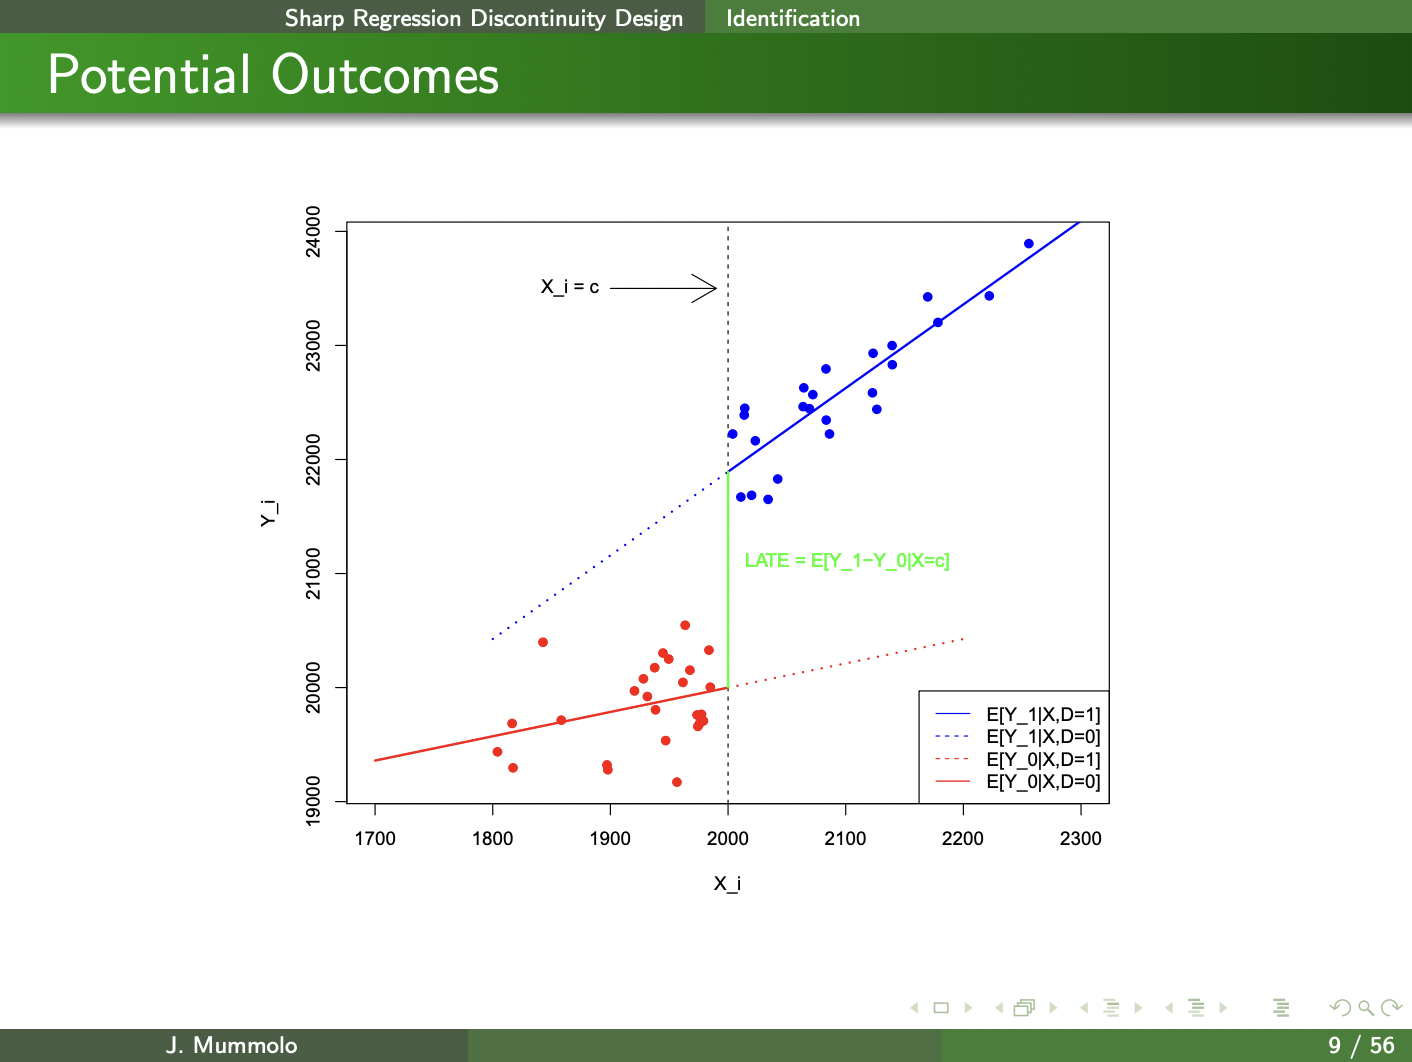 Sharp Regression Discontinuity Design Identification
Potential Outcomes
24000
23000
22000
21000
20000
19000
Y_i
X_i = c
LATE = E[Y_1−Y_0|X=c]
E[Y_1|X,D=1]
E[Y_1|X,D=0]
E[Y_0|X,D=1]
E[Y_0|X,D=0]
1700 1800 1900 2000 2100 2200 2300
X_i
J. Mummolo 9 / 56